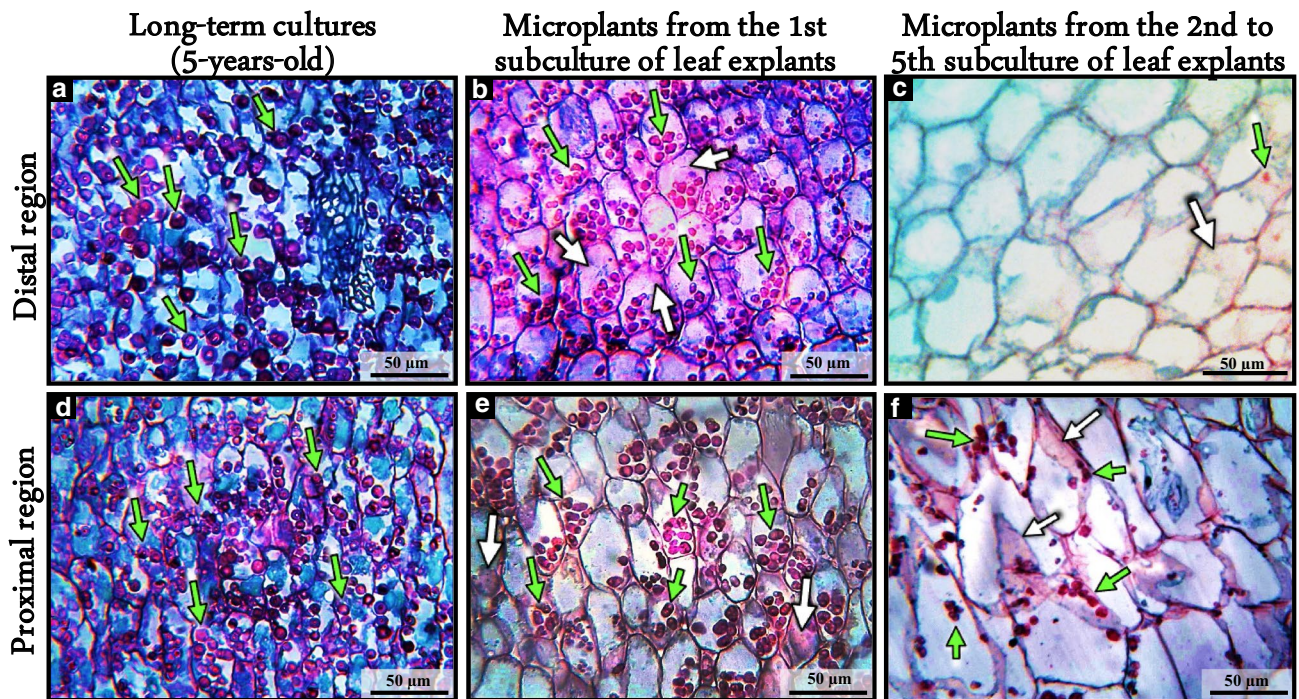 Long-term cultures
(5-years-old)
Microplants from the 1st
subculture of leaf explants
Microplants from the 2nd to
5th subculture of leaf explants
Distal region
a
50 µm
b
50 µm
c
50 µm
Proximal region
d
50 µm
e
50 µm
f
50 µm